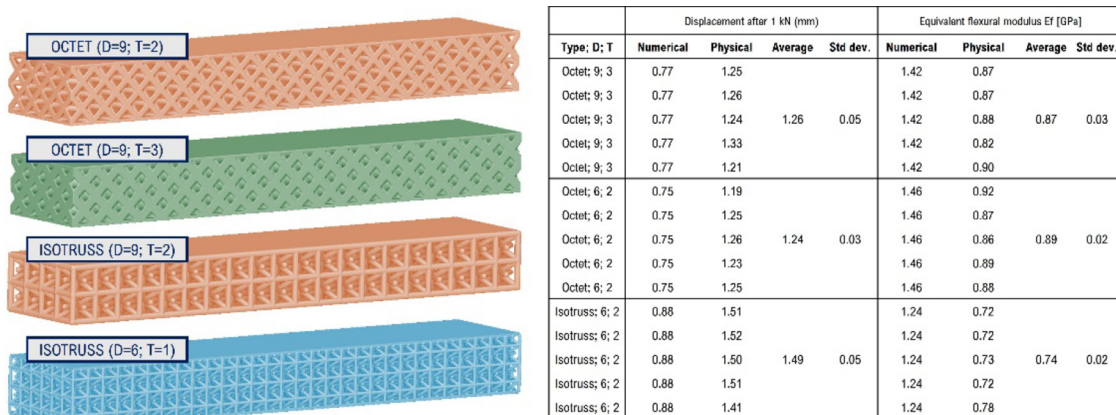 OCTET (D=9; T=2)
OCTET (D=9; T=3)
ISOTRUSS (D=9; T=2)
ISOTRUSS (D=6; T=1)
Displacement after 1 kN (mm) Equivalent flexural modulus Ef [GPa]
Type; D; T Numerical Physical Average Std dev. Numerical Physical Average Std dev.
Octet; 9; 3 0.77 1.25 1.42 0.87
Octet; 9; 3 0.77 1.26 1.42 0.87
Octet; 9; 3 0.77 1.24 1.26 0.05 1.42 0.88 0.87 0.03
Octet; 9; 3 0.77 1.33 1.42 0.82
Octet; 9; 3 0.77 1.21 1.42 0.90
Octet; 6; 2 0.75 1.19 1.46 0.92
Octet; 6; 2 0.75 1.25 1.46 0.87
Octet; 6; 2 0.75 1.26 1.24 0.03 1.46 0.86 0.89 0.02
Octet; 6; 2 0.75 1.23 1.46 0.89
Octet; 6; 2 0.75 1.25 1.46 0.88
Isotruss; 6; 2 0.88 1.51 1.24 0.72
Isotruss; 6; 2 0.88 1.52 1.24 0.72
Isotruss; 6; 2 0.88 1.50 1.49 0.05 1.24 0.73 0.74 0.02
Isotruss; 6; 2 0.88 1.51 1.24 0.72
Isotruss; 6; 2 0.88 1.41 1.24 0.78